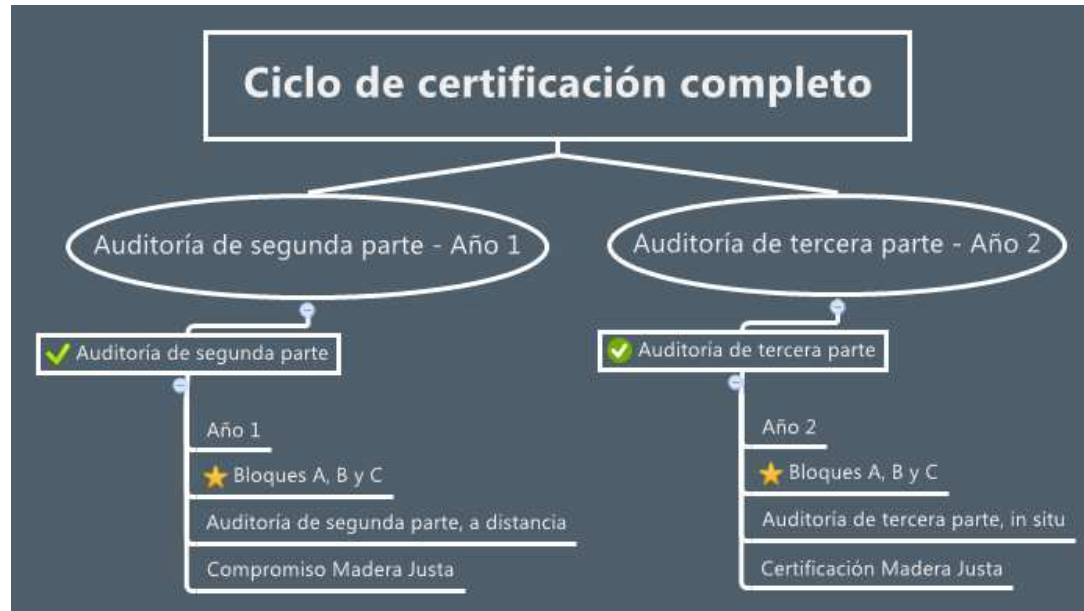 Ciclo de certificación completo
Auditoría de segunda parte - Año 1
Auditoría de tercera parte - Año 2
Auditoría de segunda parte
Año 1
Bloques A, B y C
Auditoría de segunda parte, a distancia
Compromiso Madera Justa
Auditoría de tercera parte
Año 2
Bloques A, B y C
Auditoría de tercera parte, in situ
Certificación Madera Justa